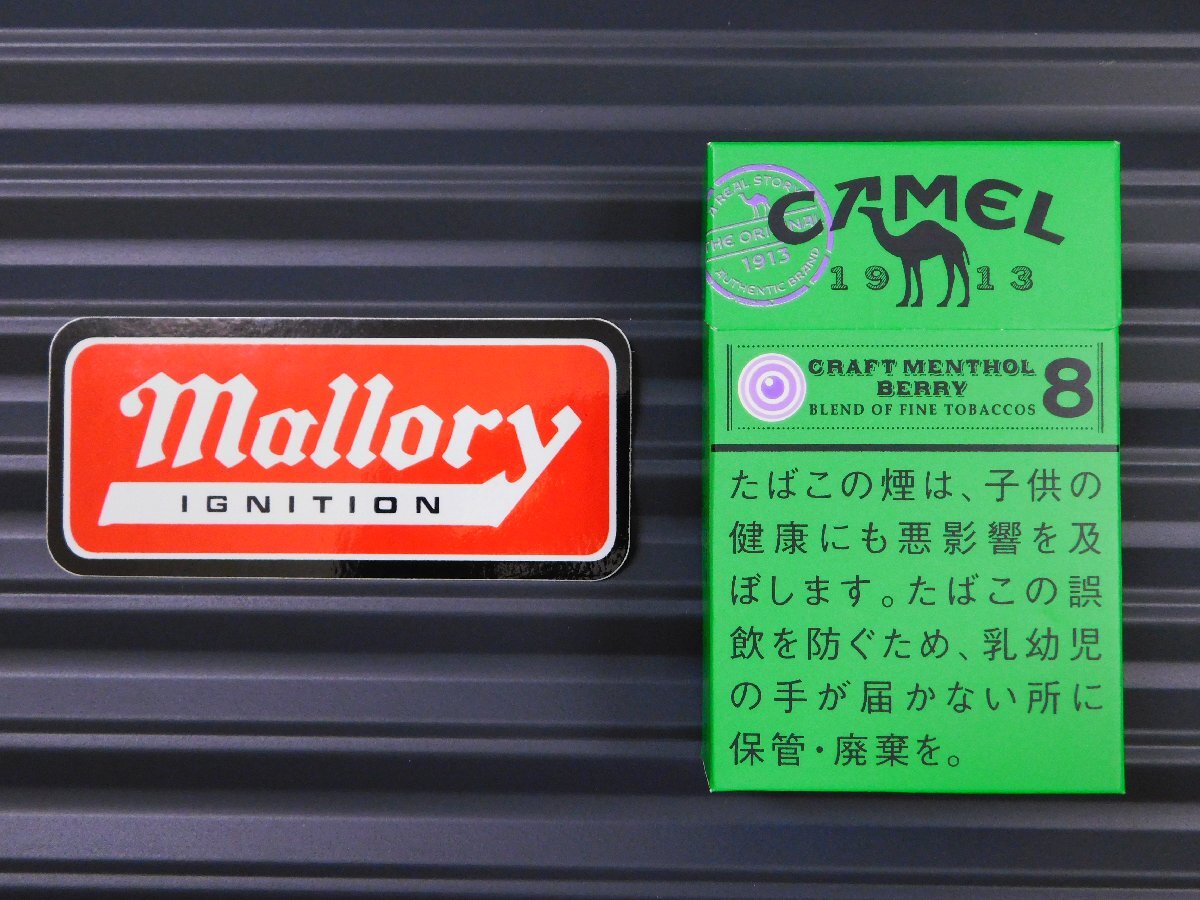 Mallory
IGNITION
A REAL STORY
THE ORIGINAL
1913
AUTHENTIC BRAND
CAMEL
1913
CRAFT MENTHOL
BERRY
BLEND OF FINE TOBACCOS
8
たばこの煙は、子供の
健康にも悪影響を及
ぼします。たばこの誤
飲を防ぐため、乳幼児
の手が届かない所に
保管・廃棄を。